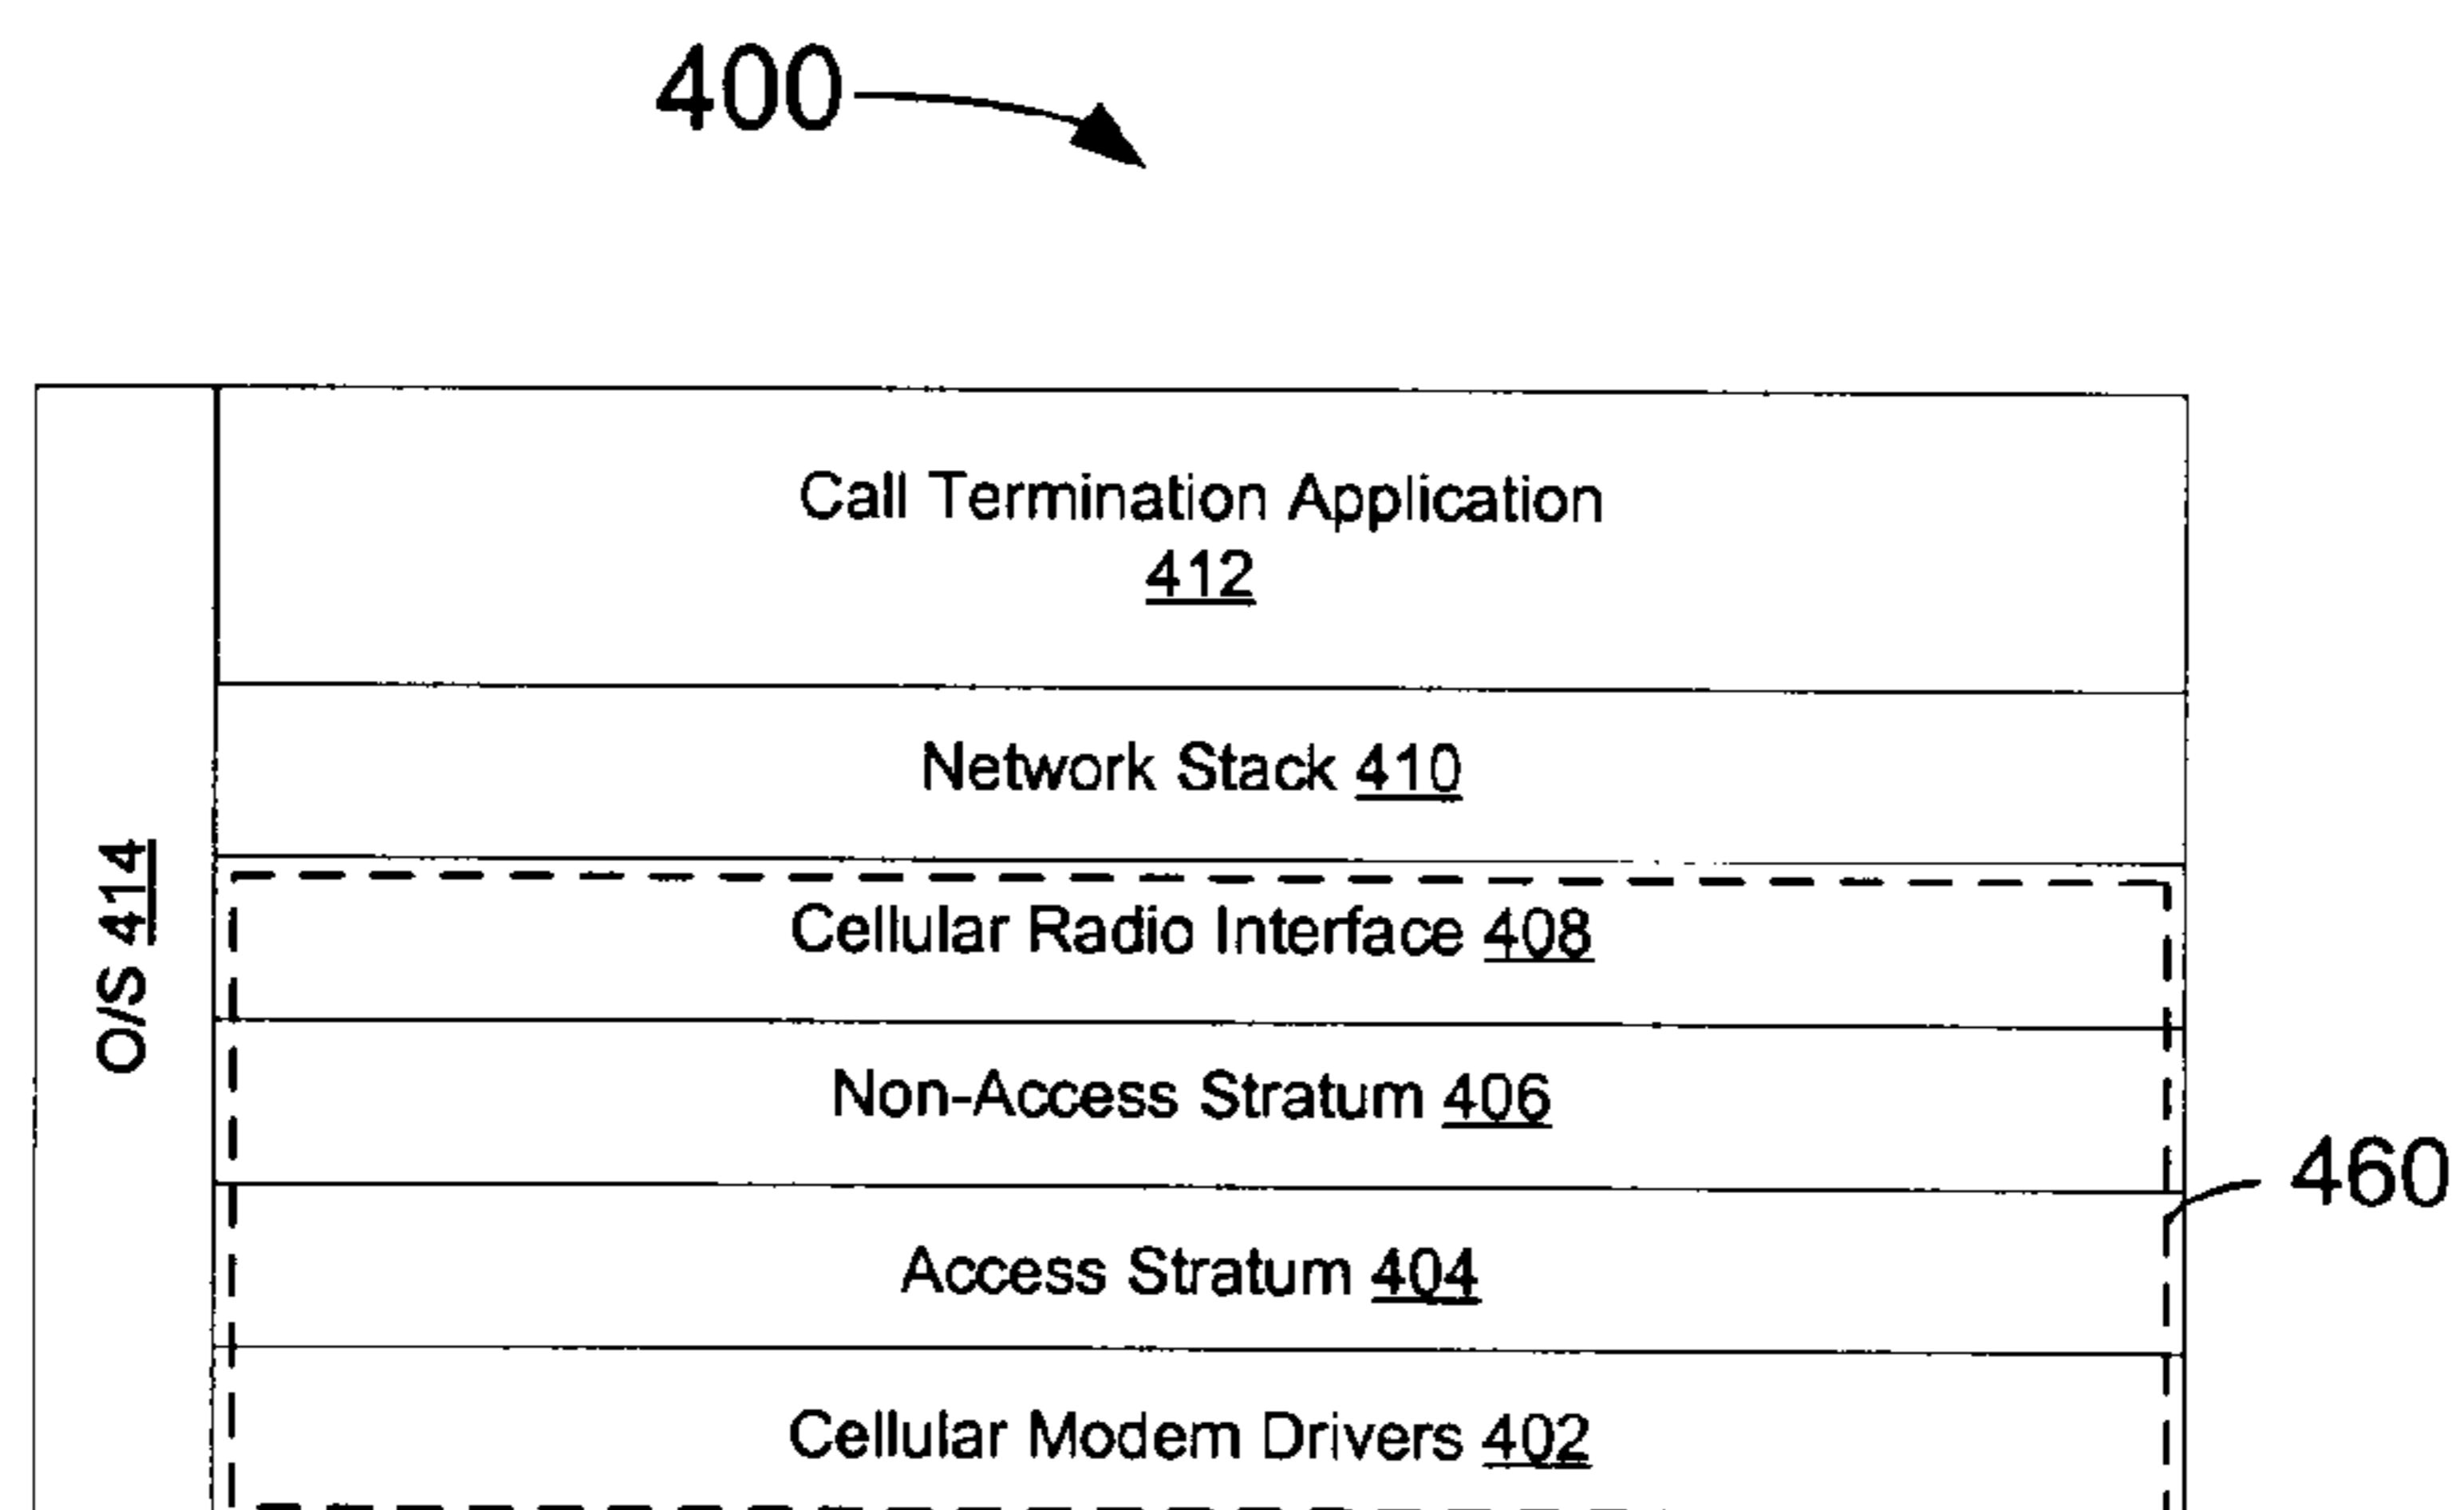 400
Call Termination Application
412
Network Stack 410
O/S 414
Cellular Radio Interface 408
Non-Access Stratum 406
460
Access Stratum 404
Cellular Modem Drivers 402